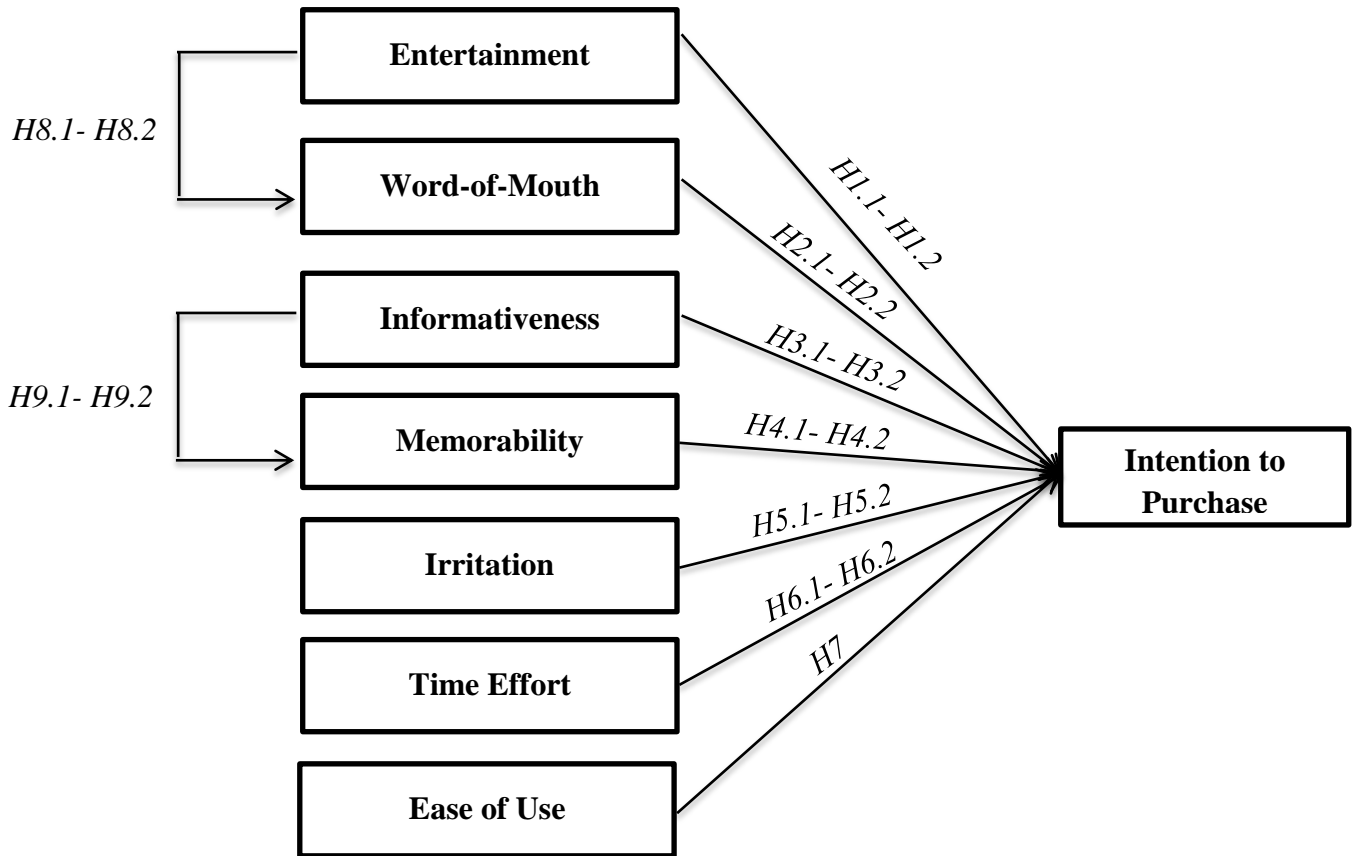 Entertainment
H8.1- H8.2
Word-of-Mouth
H1.1- H1.2
H2.1- H2.2
Informativeness
H3.1- H3.2
H9.1- H9.2
Memorability
H4.1- H4.2
Intention to
Purchase
H5.1- H5.2
Irritation
H6.1- H6.2
Time Effort
H7
Ease of Use